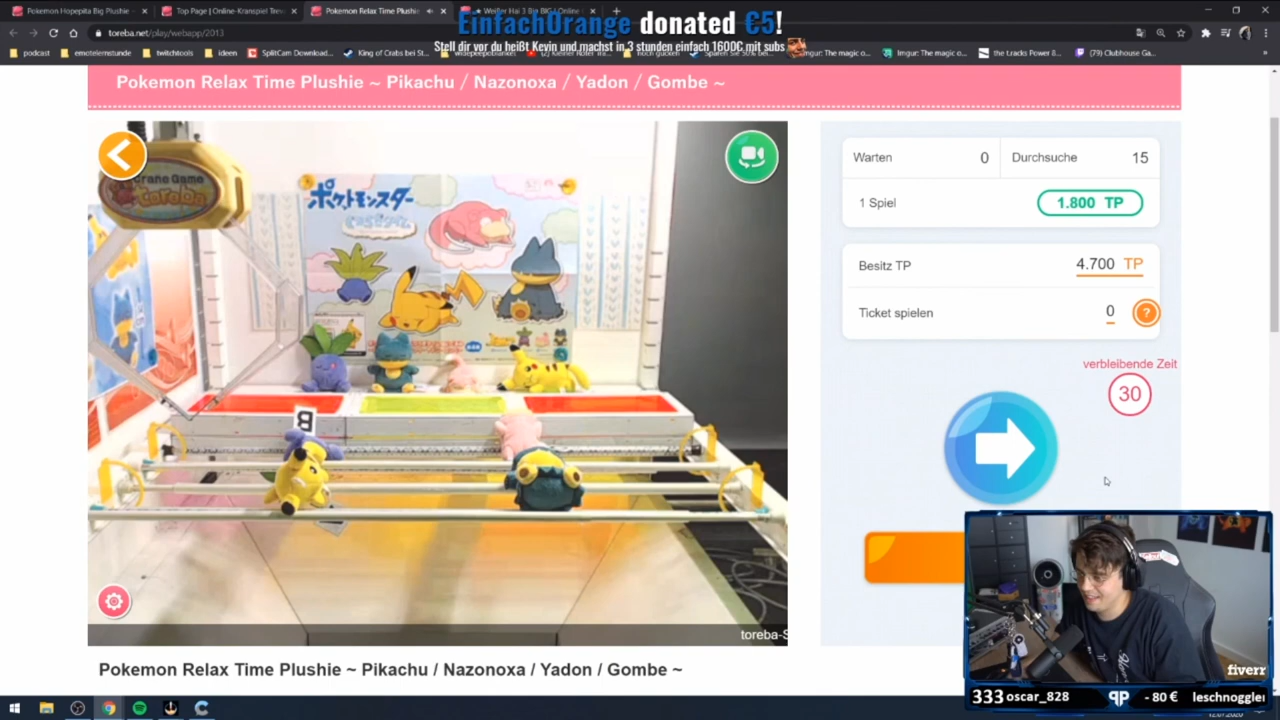 Pokemon Hopepita Big Plushie -
Top Page | Online-Kranspiel Trev
Pokemon Relax Time Plushie
EinfachOrange donated €5!
Stell dir vor du heißt Kevin und machst in 3 stunden einfach 1600€ mit subs
toreba.net/play/webapp/2013
podcast
emotelernstunde
twitchtools
ideen
SplitCam Download...
King of Crabs bei St...
Imgur: The magic o...
the t.racks Power 8...
(79) Clubhouse Ga...
Pokemon Relax Time Plushie ~ Pikachu / Nazonoxa / Yadon / Gombe ~
Crane Game
toreba
ポケットモンスター
B
toreba-S
Warten 0 Durchsuche 15
1 Spiel 1.800 TP
Besitz TP 4.700 TP
Ticket spielen 0 ?
verbleibende Zeit
30
Pokemon Relax Time Plushie ~ Pikachu / Nazonoxa / Yadon / Gombe ~
fiverr
333 oscar_828 - 80 € leschnoggler
12.07.2020